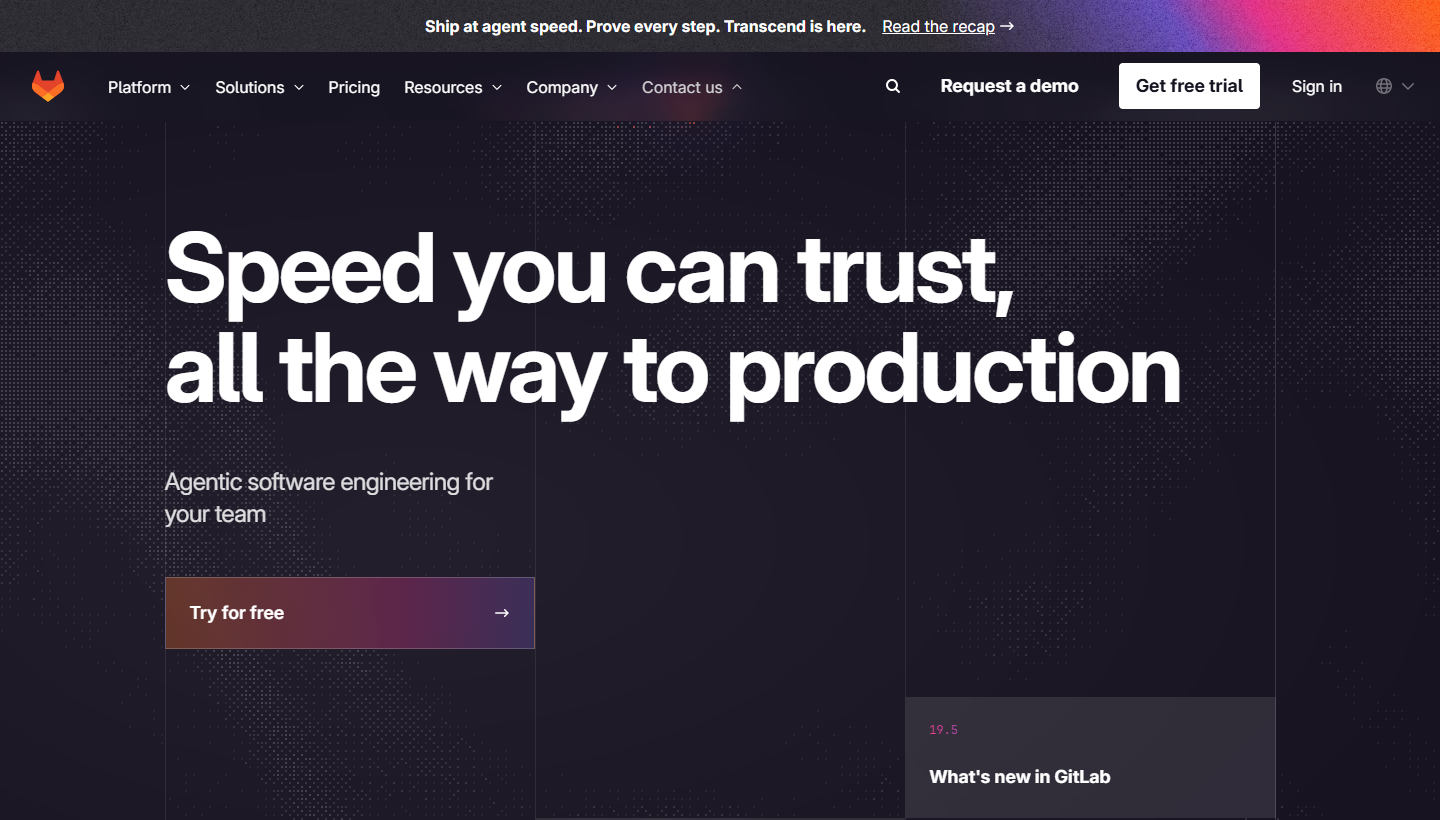 Ship at agent speed. Prove every step. Transcend is here. Read the recap →
Platform Solutions Pricing Resources Company Contact us Request a demo Get free trial Sign in
Speed you can trust,
all the way to production
Agentic software engineering for
your team
Try for free →
19.5
What's new in GitLab